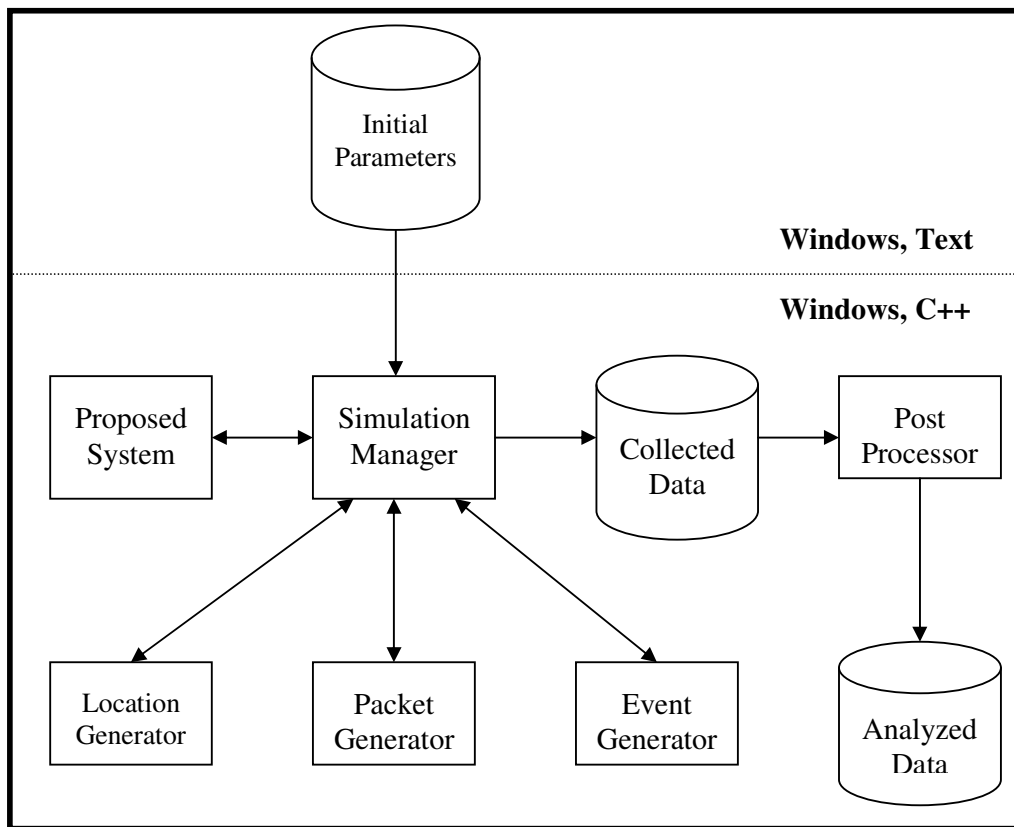 Initial
Parameters
Windows, Text
Windows, C++
Proposed
System
Simulation
Manager
Collected
Data
Post
Processor
Location
Generator
Packet
Generator
Event
Generator
Analyzed
Data